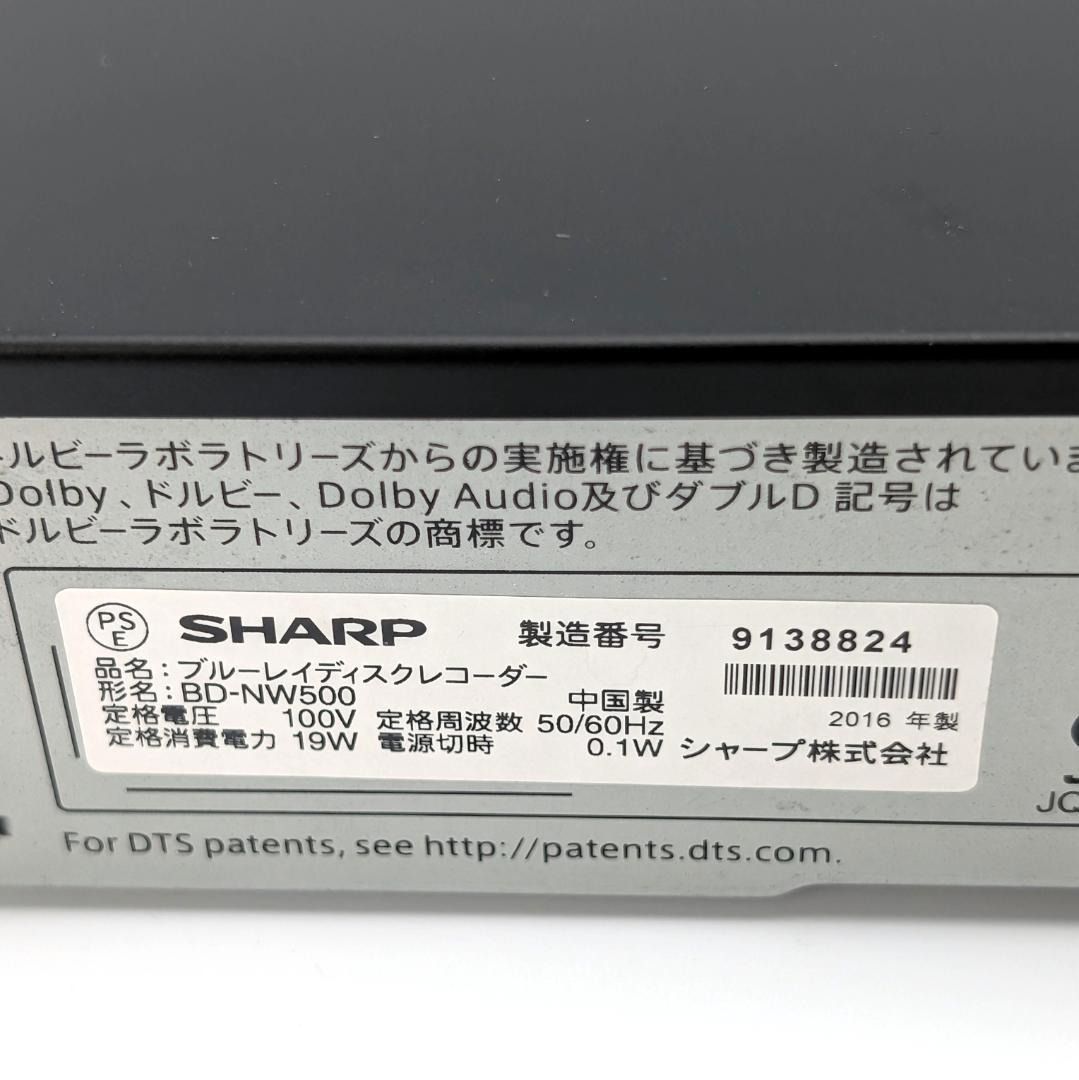 ルビーラボラトリーズからの実施権に基づき製造されていま
Dolby、ドルビー、Dolby Audio及びダブルD 記号は
ドルビーラボラトリーズの商標です。
PS
E
SHARP 製造番号 9138824
品名：ブルーレイディスクレコーダー
形名：BD-NW500 中国製
2016 年製
定格電圧 100V 定格周波数 50/60Hz
定格消費電力 19W 電源切時 0.1W シャープ株式会社
JQ
For DTS patents, see http://patents.dts.com.